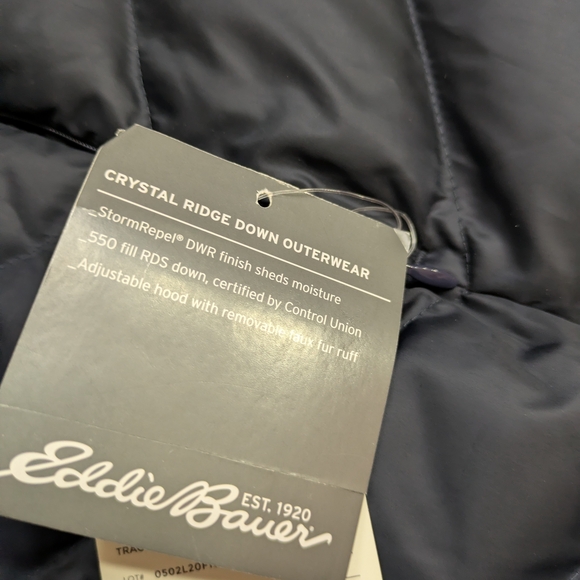 CRYSTAL RIDGE DOWN OUTERWEAR
_StormRepel® DWR finish sheds moisture
_550 fill RDS down, certified by Control Union
_Adjustable hood with removable faux fur ruff
Eddie Bauer
EST. 1920
LOT#